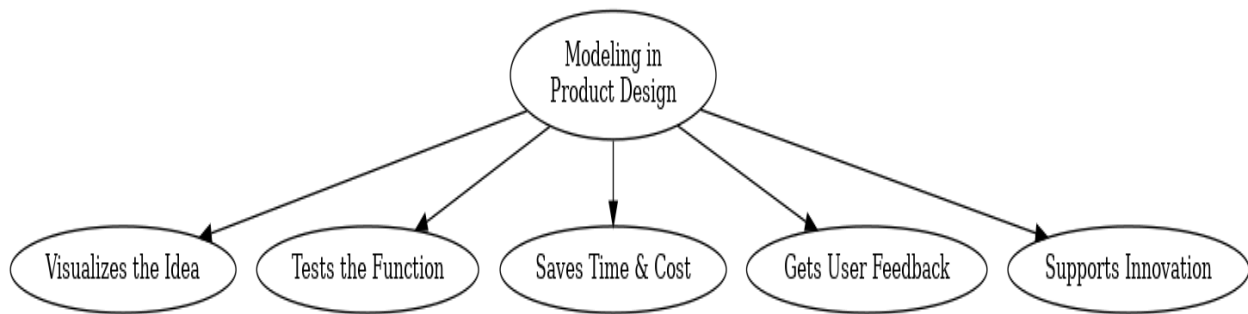 Modeling in
Product Design
Visualizes the Idea
Tests the Function
Saves Time & Cost
Gets User Feedback
Supports Innovation